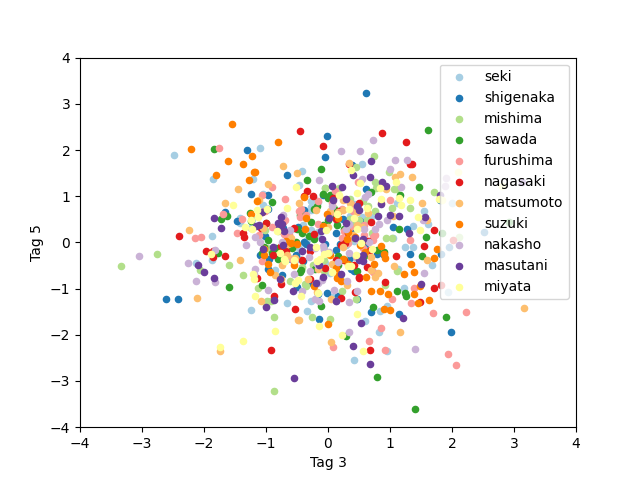 4
3
2
1
0
−1
−2
−3
−4
−4
−3
−2
−1
0
1
2
3
4
Tag 5
Tag 3
seki
shigenaka
mishima
sawada
furushima
nagasaki
matsumoto
suzuki
nakasho
masutani
miyata